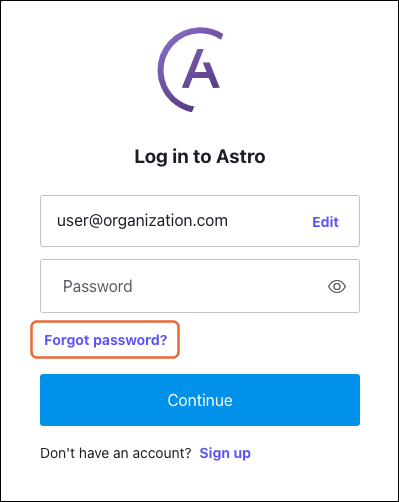 Log in to Astro
user@organization.com Edit
Password
Forgot password?
Continue
Don't have an account? Sign up